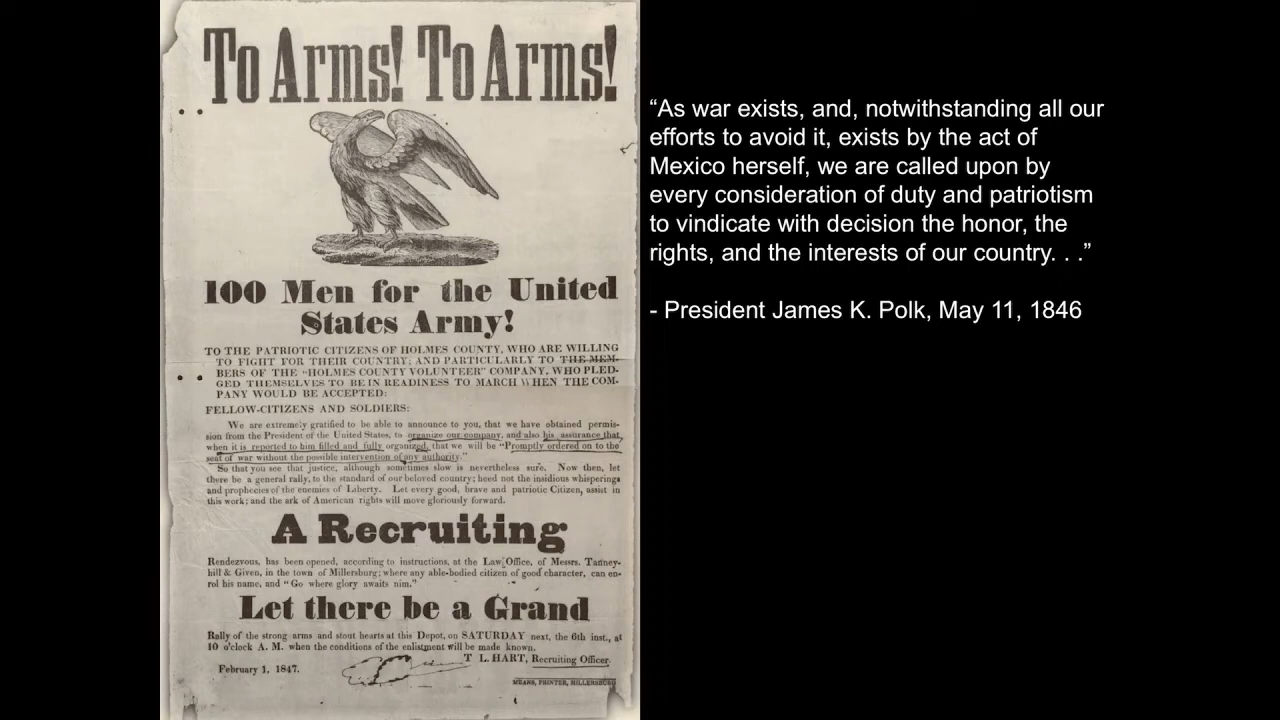 To Arms! To Arms!
100 Men for the United
States Army!
TO THE PATRIOTIC CITIZENS OF HOLMES COUNTY, WHO ARE WILLING
TO FIGHT FOR THEIR COUNTRY; AND PARTICULARLY TO THE MEM-
BERS OF THE "HOLMES COUNTY VOLUNTEER" COMPANY, WHO PLED-
GED THEMSELVES TO BE IN READINESS TO MARCH WHEN THE COM-
PANY WOULD BE ACCEPTED:
FELLOW-CITIZENS AND SOLDIERS:
We are extremely gratified to be able to announce to you, that we have obtained permis-
sion from the President of the United States, to organize our company, and also his assurance that,
when it is reported to him filled and fully organized, that we will be "Promptly ordered on to the
seat of war without the possible intervention of any authority."
So that you see that justice, although sometimes slow is nevertheless sure. Now then, let
there be a general rally, to the standard of our beloved country; heed not the insidious whisperings
and prophecies of the enemies of Liberty. Let every good, brave and patriotic Citizen, assist in
this work; and the ark of American rights will move gloriously forward.
A Recruiting
Rendezvous, has been opened, according to instructions, at the Law Office, of Messrs. Tanney-
hill & Given, in the town of Millersburg; where any able-bodied citizen of good character, can en-
rol his name, and "Go where glory awaits him."
Let there be a Grand
Rally of the strong arms and stout hearts at this Depot, on SATURDAY next, the 6th inst., at
10 o'clock A. M. when the conditions of the enlistment will be made known.
T L. HART, Recruiting Officer.
February 1, 1847.
MEANS, PRINTER, MILLERSBURG
“As war exists, and, notwithstanding all our
efforts to avoid it, exists by the act of
Mexico herself, we are called upon by
every consideration of duty and patriotism
to vindicate with decision the honor, the
rights, and the interests of our country. . .”
- President James K. Polk, May 11, 1846